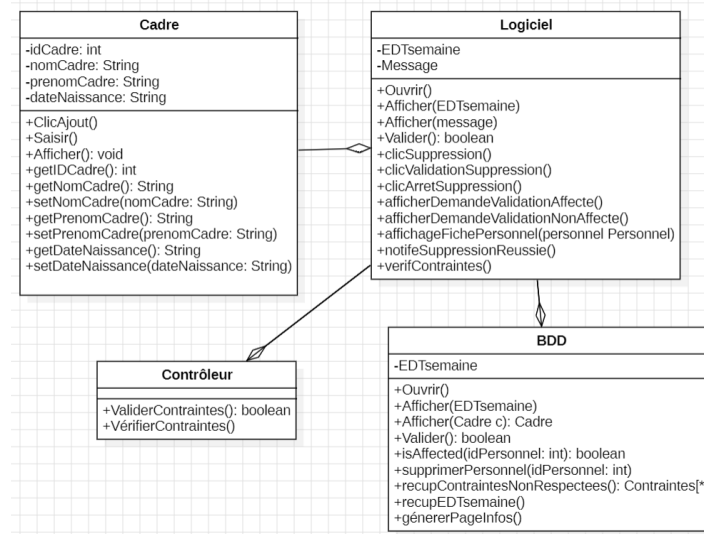 Cadre
-idCadre: int
-nomCadre: String
-prenomCadre: String
-dateNaissance: String
+ClicAjout()
+Saisir()
+Afficher(): void
+getIDCadre(): int
+getNomCadre(): String
+setNomCadre(nomCadre: String)
+getPrenomCadre(): String
+setPrenomCadre(prenomCadre: String)
+getDateNaissance(): String
+setDateNaissance(dateNaissance: String)
Logiciel
-EDTsemaine
-Message
+Ouvrir()
+Afficher(EDTsemaine)
+Afficher(message)
+Valider(): boolean
+clicSuppression()
+clicValidationSuppression()
+clicArretSuppression()
+afficherDemandeValidationAffecte()
+afficherDemandeValidationNonAffecte()
+affichageFichePersonnel(personnel Personnel)
+notifeSuppressionReussie()
+verifContraintes()
Contrôleur
+ValiderContraintes(): boolean
+VérifierContraintes()
BDD
-EDTsemaine
+Ouvrir()
+Afficher(EDTsemaine)
+Afficher(Cadre c): Cadre
+Valider(): boolean
+isAffected(idPersonnel: int): boolean
+supprimerPersonnel(idPersonnel: int)
+recupContraintesNonRespectees(): Contraintes[*
+recupEDTsemaine()
+génererPageInfos()